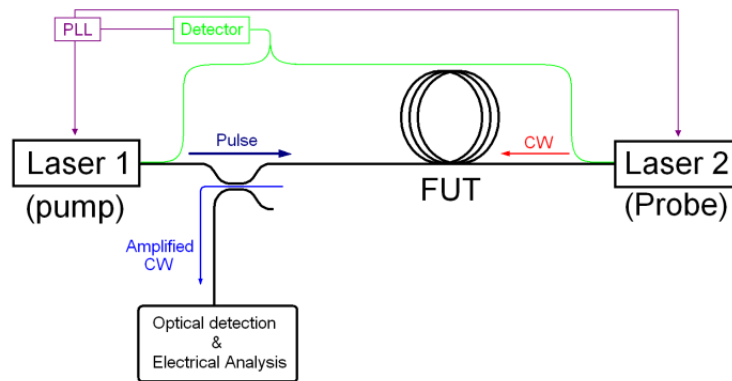 PLL
Detector
Pulse
CW
Laser 1
(pump)
FUT
Laser 2
(Probe)
Amplified
CW
Optical detection
&
Electrical Analysis